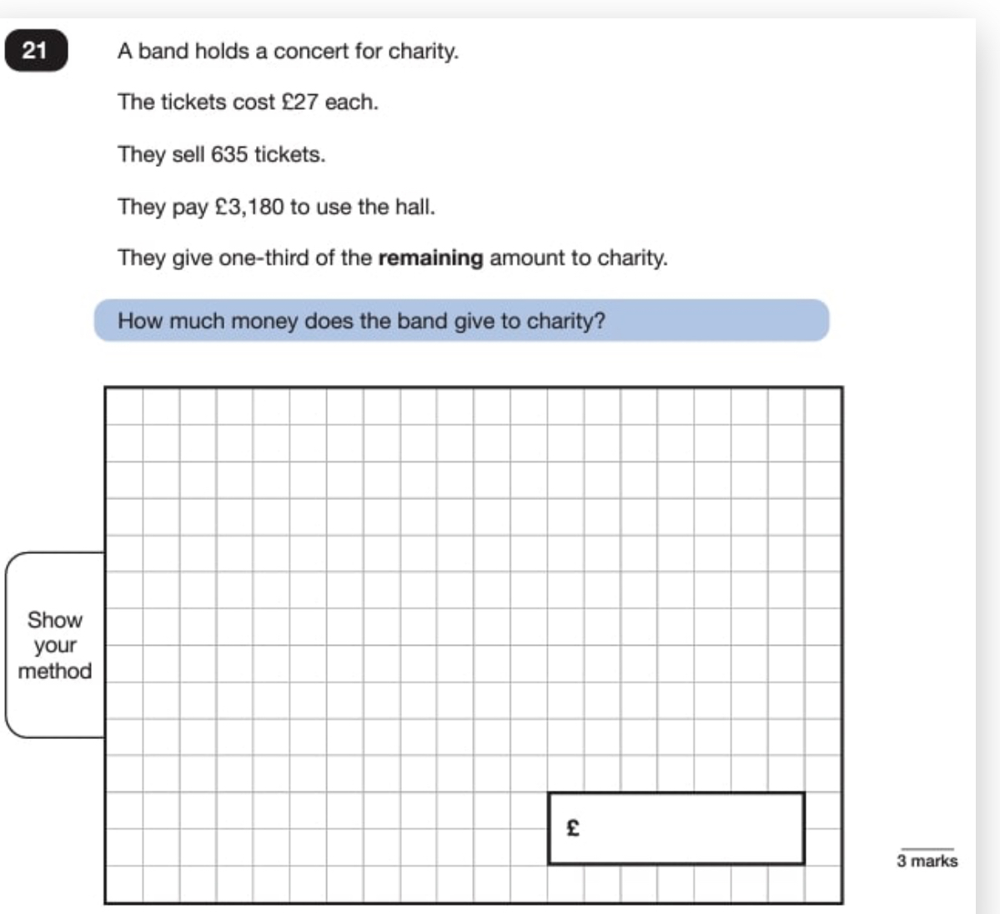 21
A band holds a concert for charity.
The tickets cost £27 each.
They sell 635 tickets.
They pay £3,180 to use the hall.
They give one-third of the remaining amount to charity.
How much money does the band give to charity?
Show
your
method
£
3 marks